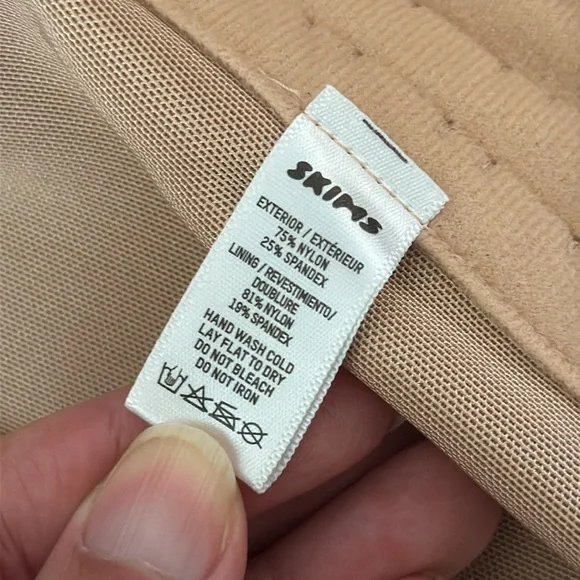 SKIMS
EXTERIOR / EXTÉRIEUR
75% NYLON
25% SPANDEX
LINING / REVESTIMIENTO/
DOUBLURE
81% NYLON
19% SPANDEX
HAND WASH COLD
LAY FLAT TO DRY
DO NOT BLEACH
DO NOT IRON